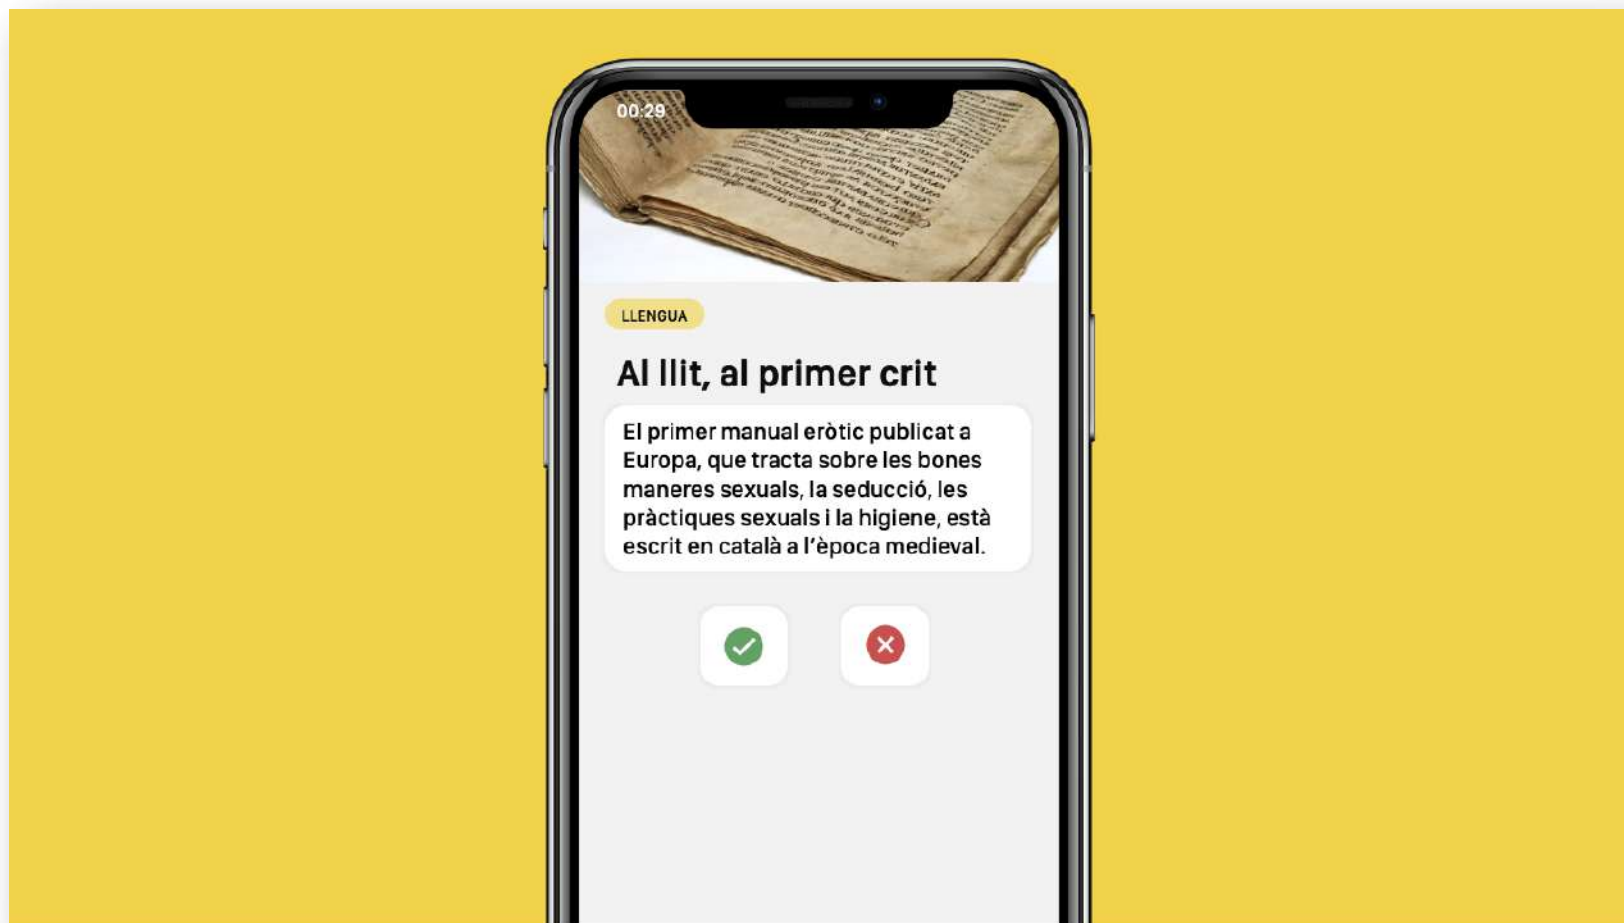 00:29
LLENGUA
Al llit, al primer crit
El primer manual eròtic publicat a
Europa, que tracta sobre les bones
maneres sexuals, la seducció, les
pràctiques sexuals i la higiene, està
escrit en català a l'època medieval.